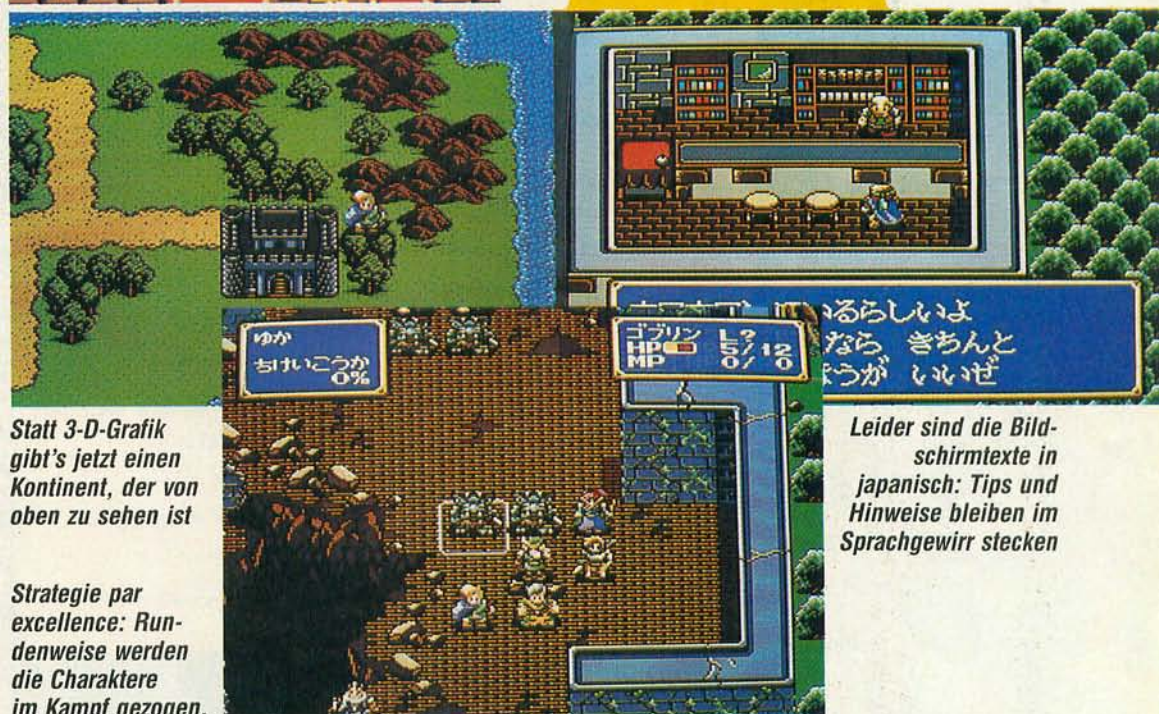 るらしいよ
なら きちんと
うが いいぜ
ゆか
ちけいこうか
0%
ゴブリン L?
HP 5/12
MP 0/ 0
Statt 3-D-Grafik
gibt's jetzt einen
Kontinent, der von
oben zu sehen ist
Leider sind die Bild-
schirmtexte in
japanisch: Tips und
Hinweise bleiben im
Sprachgewirr stecken
Strategie par
excellence: Run-
denweise werden
die Charaktere
im Kampf gezogen.